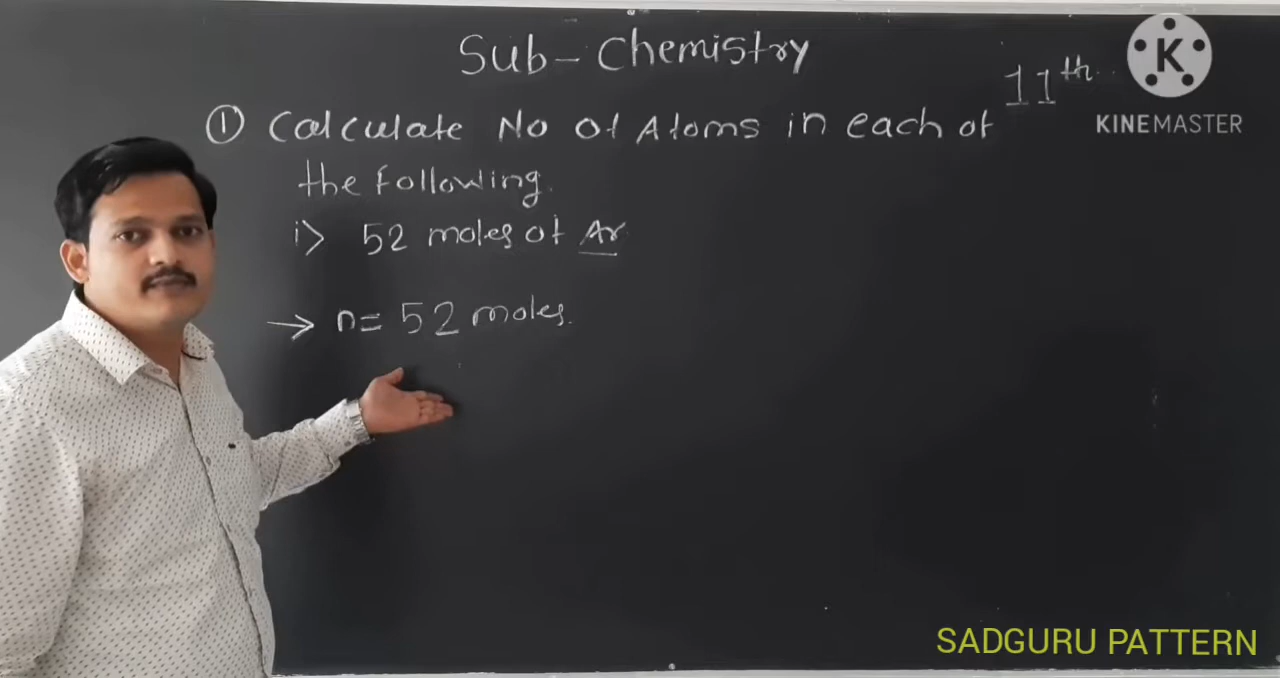 Sub - Chemistry
11th
K
KINEMASTER
① Calculate No of Atoms in each of
the following.
i> 52 moles of Ar
→ n = 52 moles.
SADGURU PATTERN